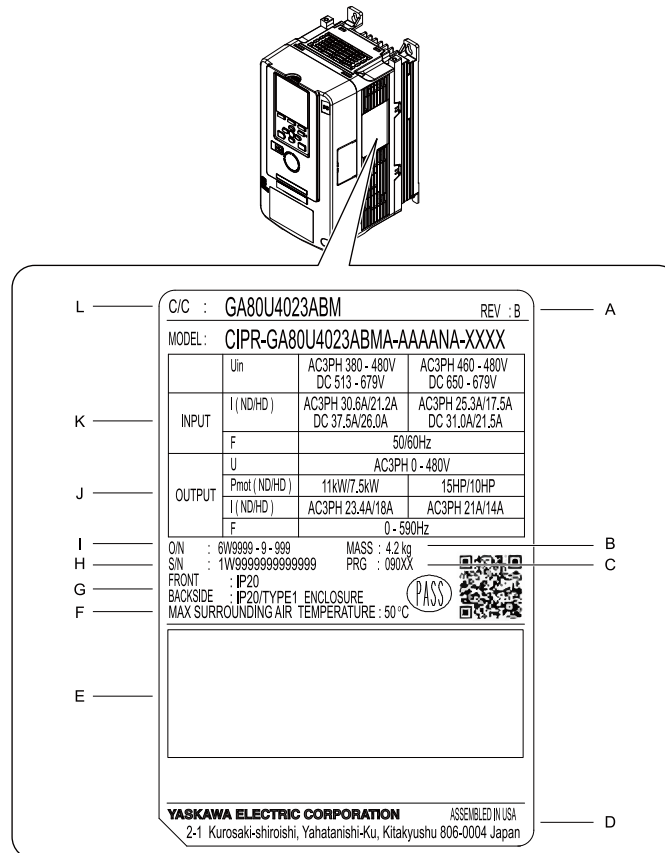 L
C/C : GA80U4023ABM REV : B
A
MODEL : CIPR-GA80U4023ABMA-AAAANA-XXXX
K
INPUT
Uin
AC3PH 380 - 480V
DC 513 - 679V
AC3PH 460 - 480V
DC 650 - 679V
I ( ND/HD )
AC3PH 30.6A/21.2A
DC 37.5A/26.0A
AC3PH 25.3A/17.5A
DC 31.0A/21.5A
F
50/60Hz
J
OUTPUT
U
AC3PH 0 - 480V
Pmot ( ND/HD )
11kW/7.5kW
15HP/10HP
I ( ND/HD )
AC3PH 23.4A/18A
AC3PH 21A/14A
F
0 - 590Hz
I
O/N : 6W9999 - 9 - 999 MASS : 4.2 kg
B
H
S/N : 1W9999999999999 PRG : 090XX
C
G
FRONT : IP20
BACKSIDE : IP20/TYPE1 ENCLOSURE
PASS
F
MAX SURROUNDING AIR TEMPERATURE : 50 °C
E
YASKAWA ELECTRIC CORPORATION ASSEMBLED IN USA
D
2-1 Kurosaki-shiroishi, Yahatanishi-Ku, Kitakyushu 806-0004 Japan